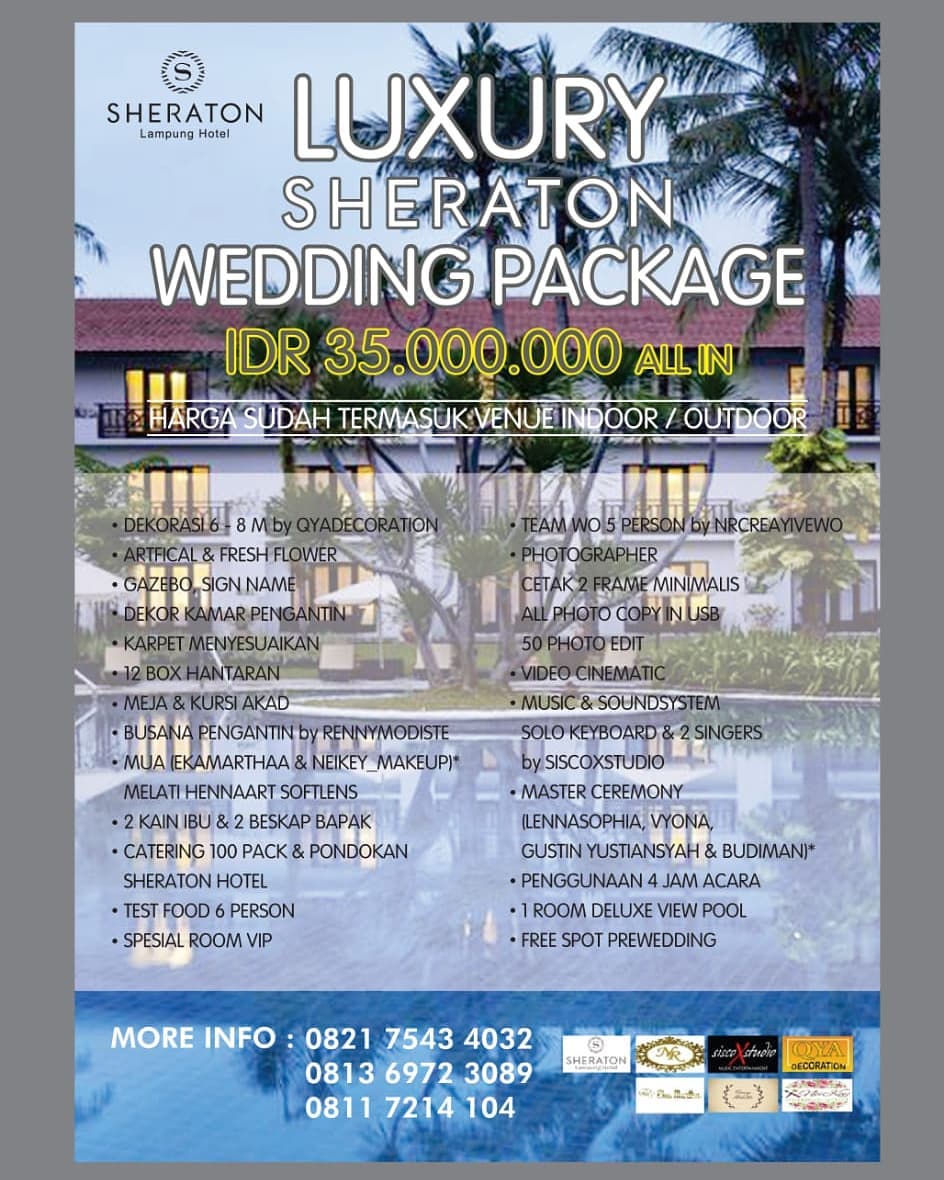 SHERATON
Lampung Hotel
LUXURY
SHERATON
WEDDING PACKAGE
IDR 35.000.000 ALL IN
HARGA SUDAH TERMASUK VENUE INDOOR / OUTDOOR
• DEKORASI 6 - 8 M by QYADECORATION
• ARTFICAL & FRESH FLOWER
• GAZEBO, SIGN NAME
• DEKOR KAMAR PENGANTIN
• KARPET MENYESUAIKAN
• 12 BOX HANTARAN
• MEJA & KURSI AKAD
• BUSANA PENGANTIN by RENNYMODISTE
• MUA (EKAMARTHAA & NEIKEY_MAKEUP)*
MELATI HENNAART SOFTLENS
• 2 KAIN IBU & 2 BESKAP BAPAK
• CATERING 100 PACK & PONDOKAN
SHERATON HOTEL
• TEST FOOD 6 PERSON
• SPESIAL ROOM VIP
• TEAM WO 5 PERSON by NRCREAYIVEWO
• PHOTOGRAPHER
CETAK 2 FRAME MINIMALIS
ALL PHOTO COPY IN USB
50 PHOTO EDIT
• VIDEO CINEMATIC
• MUSIC & SOUNDSYSTEM
SOLO KEYBOARD & 2 SINGERS
by SISCOXSTUDIO
• MASTER CEREMONY
(LENNASOPHIA, VYONA,
GUSTIN YUSTIANSYAH & BUDIMAN)*
• PENGGUNAAN 4 JAM ACARA
• 1 ROOM DELUXE VIEW POOL
• FREE SPOT PREWEDDING
MORE INFO : 0821 7543 4032
0813 6972 3089
0811 7214 104
SHERATON
Lampung Hotel
NR
siscoXstudio
MUSIC ENTERTAINMENT
QYA
DECORATION